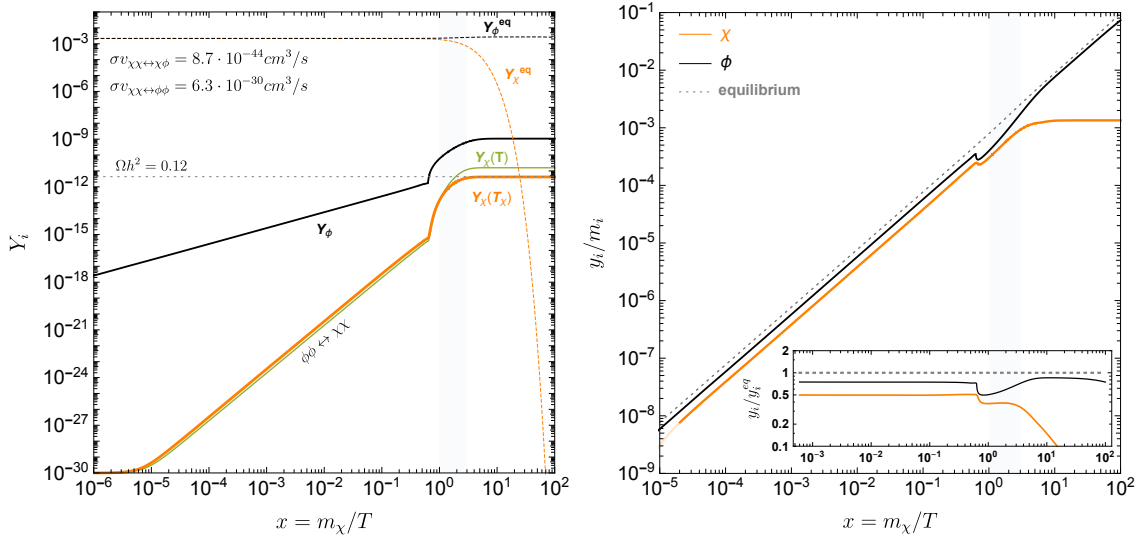 10^-3
10^-6
10^-9
10^-12
10^-15
10^-18
10^-21
10^-24
10^-27
10^-30
Y_i
σv_χχ↔χϕ = 8.7 · 10^-44 cm^3/s
σv_χχ↔ϕϕ = 6.3 · 10^-30 cm^3/s
Y_ϕ^eq
Y_χ^eq
Ωh^2 = 0.12
Y_χ(T)
Y_χ(T_χ)
Y_ϕ
ϕϕ ↔ χχ
10^-6 10^-5 10^-4 10^-3 10^-2 10^-1 10^0 10^1 10^2
x = m_χ/T
10^-1
10^-2
10^-3
10^-4
10^-5
10^-6
10^-7
10^-8
10^-9
y_i/m_i
χ
ϕ
equilibrium
2
1
0.5
0.1
y_i/y_i^eq
10^-3 10^-2 10^-1 10^0 10^1 10^2
10^-5 10^-4 10^-3 10^-2 10^-1 10^0 10^1 10^2
x = m_χ/T